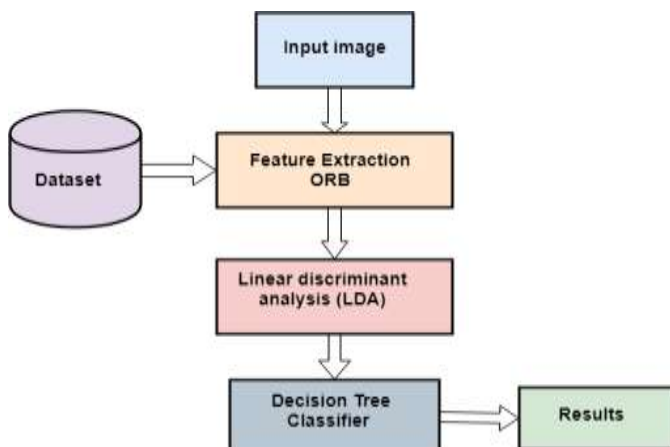 Input image
Dataset
Feature Extraction
ORB
Linear discriminant
analysis (LDA)
Decision Tree
Classifier
Results